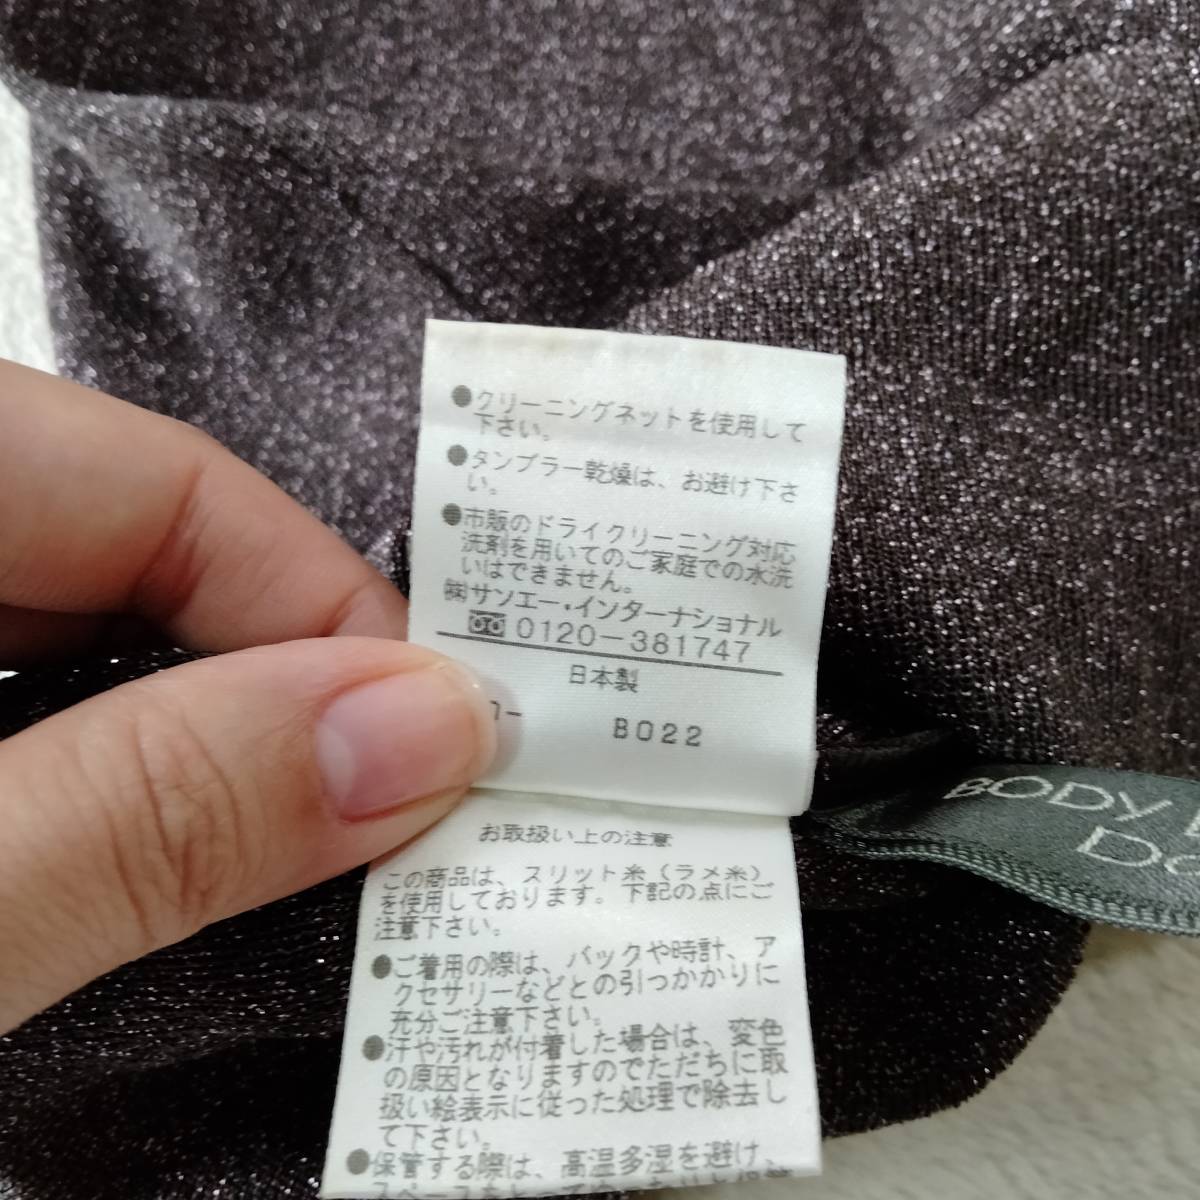 ●クリーニングネットを使用して
下さい。
●タンブラー乾燥は、お避け下さ
い。
●市販のドライクリーニング対応
洗剤を用いてのご家庭での水洗
いはできません。
㈱サンエー・インターナショナル
0120-381747
日本製
B022
お取扱い上の注意
この商品は、スリット糸(ラメ糸)
を使用しております。下記の点にご
注意下さい。
●ご着用の際は、バックや時計、ア
クセサリーなどとの引っかかりに
充分ご注意下さい。
●汗や汚れが付着した場合は、変色
の原因となりますのでただちに取
扱い絵表示に従った処理で除去し
て下さい。
●保管する際は、高温多湿を避け、
BODY